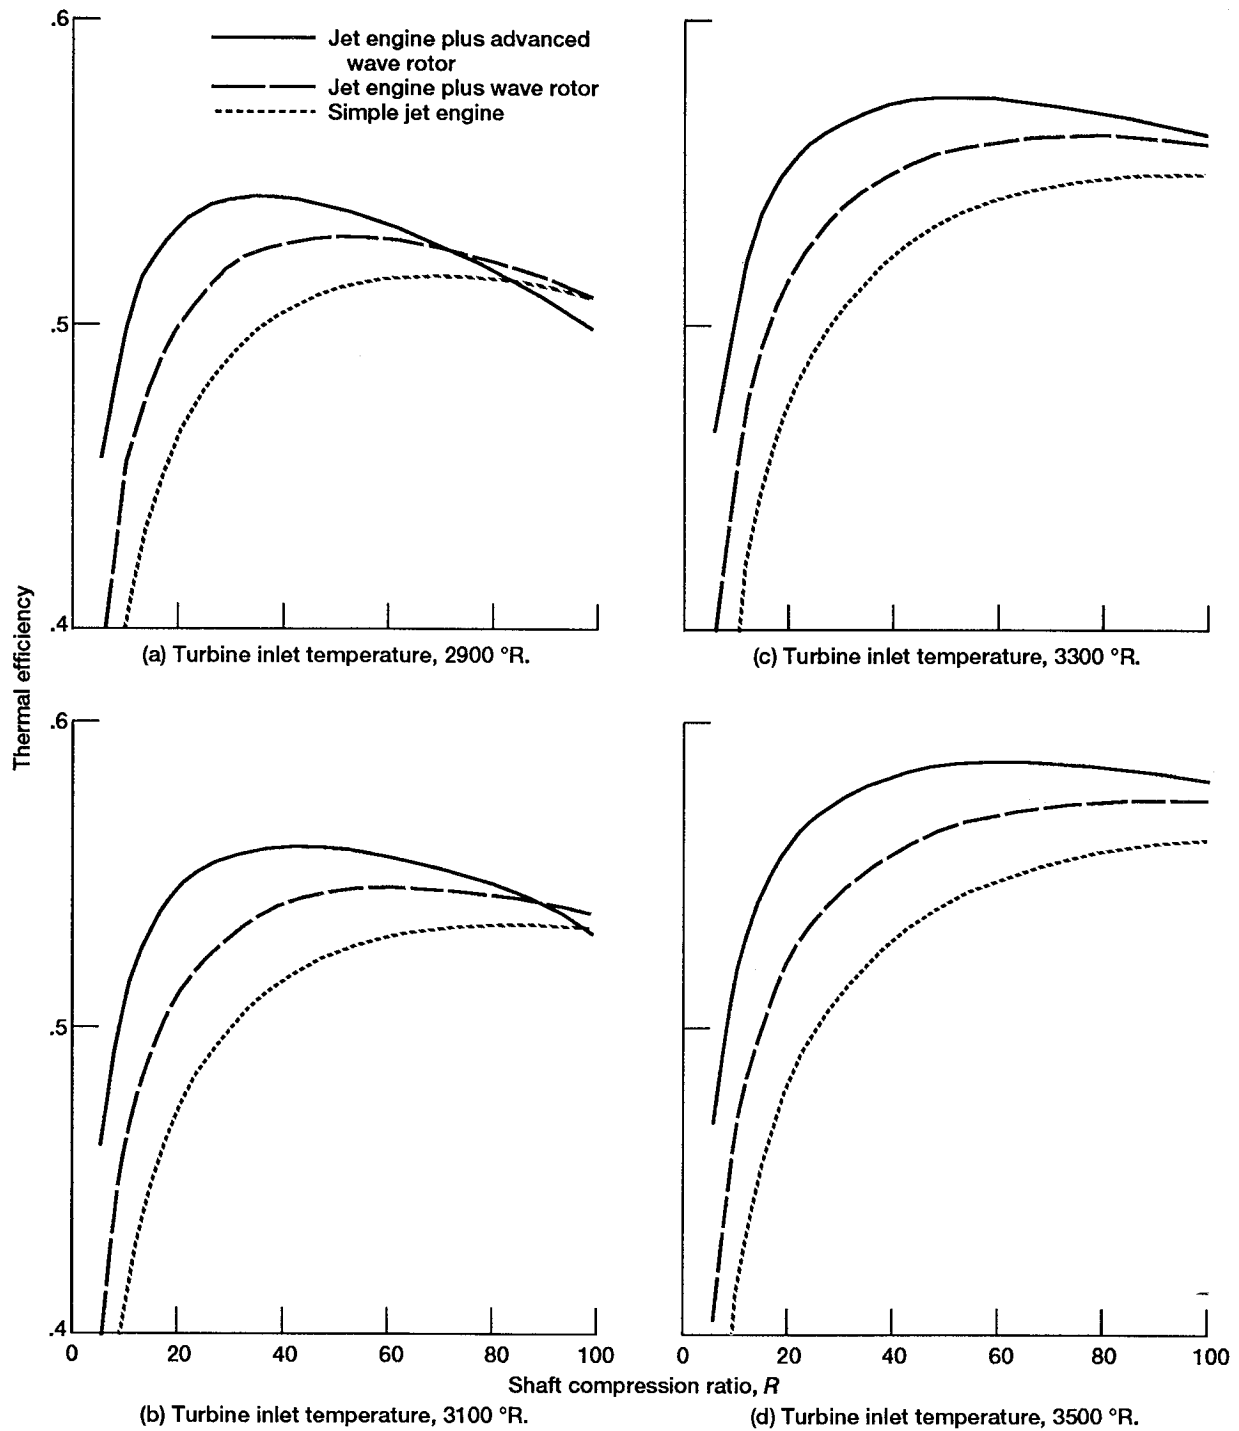 .6
Jet engine plus advanced
wave rotor
Jet engine plus wave rotor
Simple jet engine
.5
.4
(a) Turbine inlet temperature, 2900 °R.
(c) Turbine inlet temperature, 3300 °R.
Thermal efficiency
.6
.5
.4
0 20 40 60 80 100
0 20 40 60 80 100
Shaft compression ratio, R
(b) Turbine inlet temperature, 3100 °R.
(d) Turbine inlet temperature, 3500 °R.